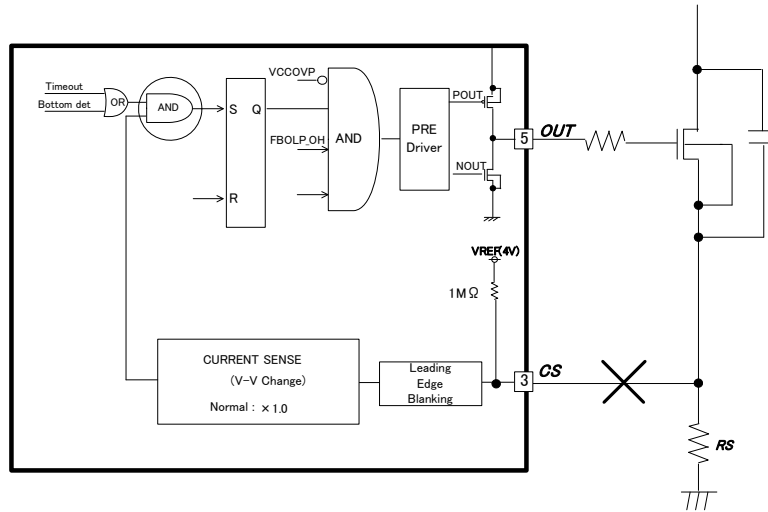 Timeout
Bottom det
OR
AND
S Q
R
VCCOVP
FBOLP_OH
AND
PRE
Driver
POUT
NOUT
5
OUT
VREF(4V)
1MΩ
CURRENT SENSE
(V-V Change)
Normal : ×1.0
Leading
Edge
Blanking
3
CS
RS